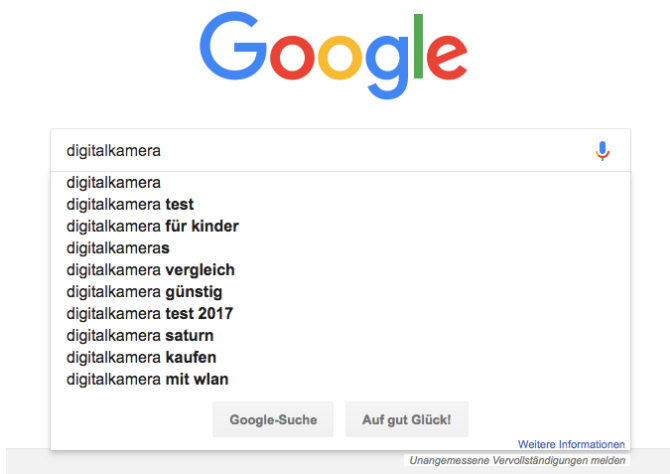 Google
digitalkamera
digitalkamera
digitalkamera test
digitalkamera für kinder
digitalkameras
digitalkamera vergleich
digitalkamera günstig
digitalkamera test 2017
digitalkamera saturn
digitalkamera kaufen
digitalkamera mit wlan
Google-Suche Auf gut Glück!
Weitere Informationen
Unangemessene Vervollständigungen melden